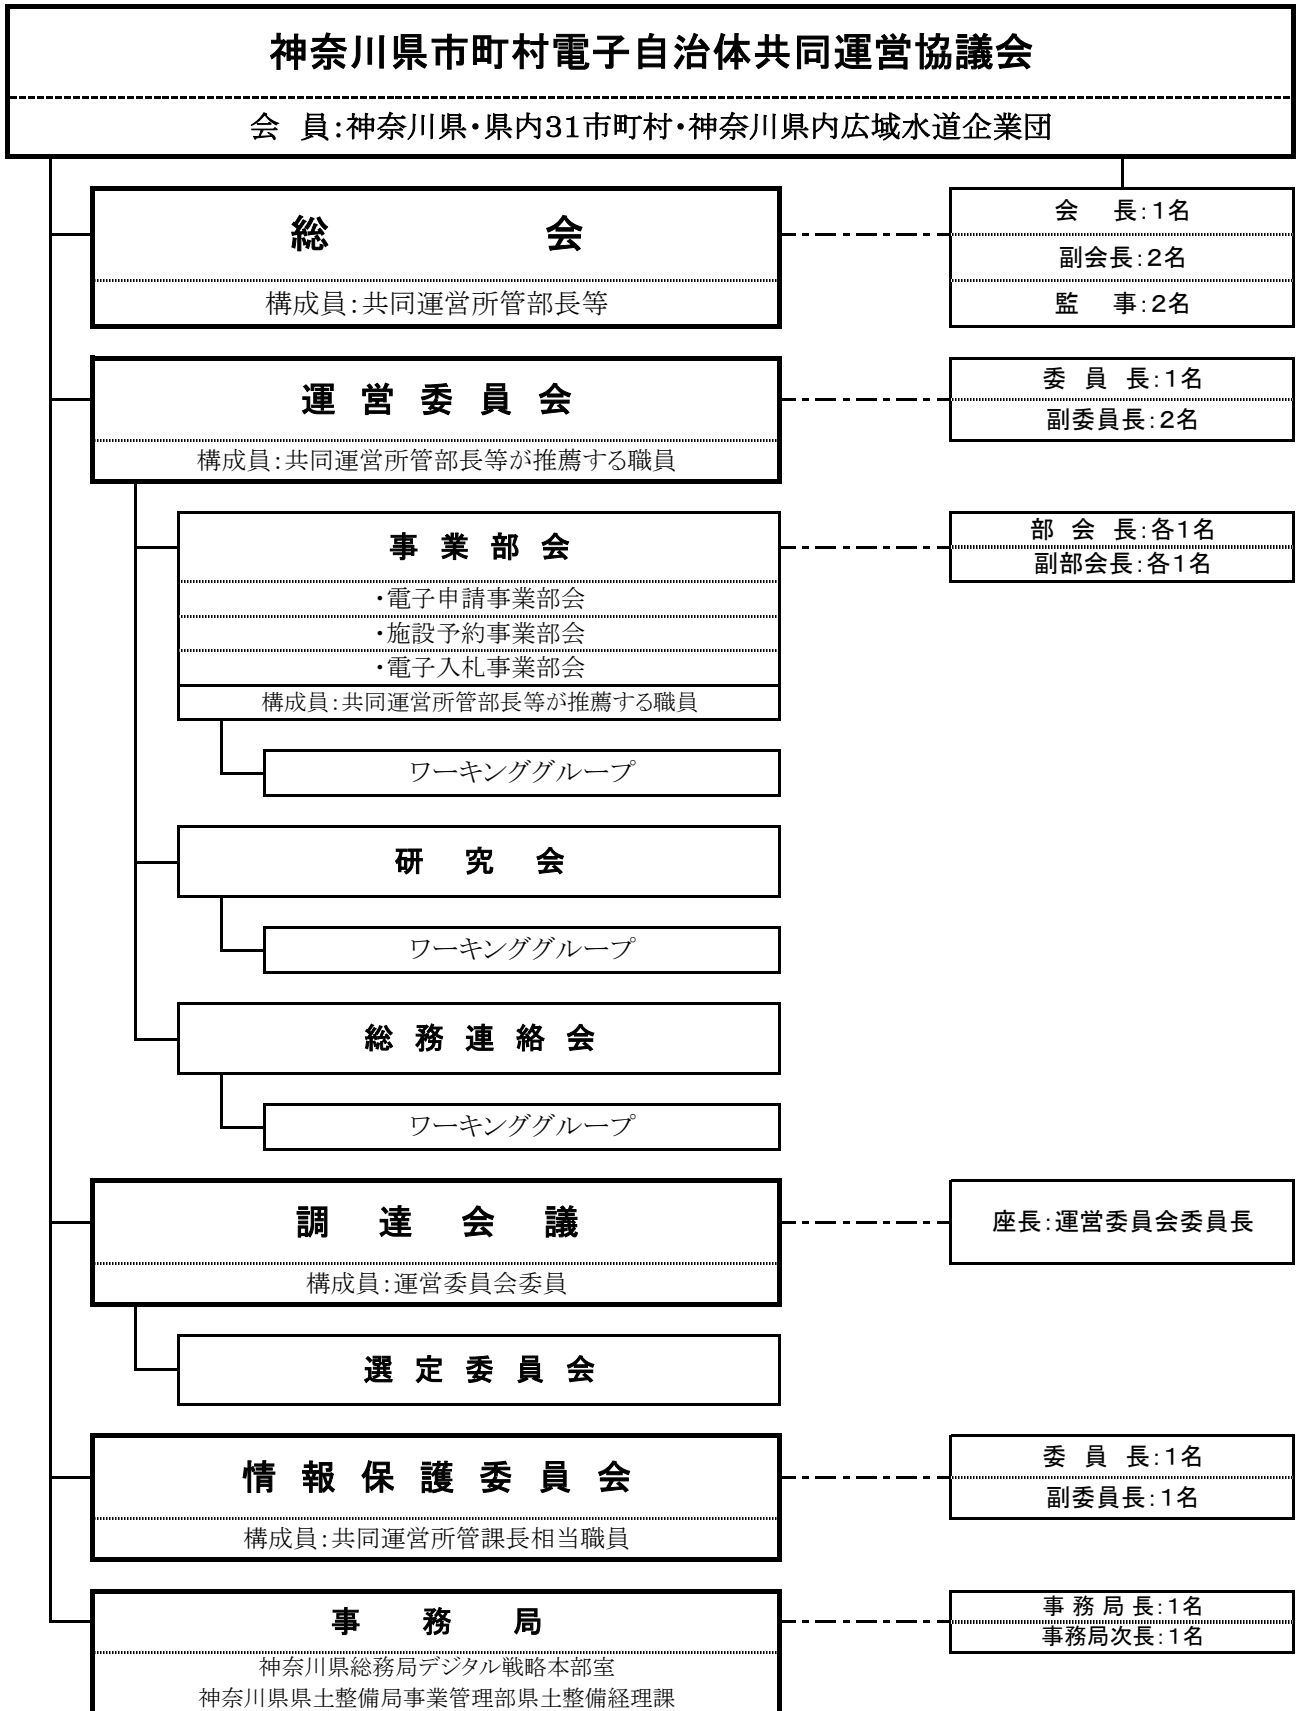 神奈川県市町村電子自治体共同運営協議会
会 員：神奈川県・県内31市町村・神奈川県内広域水道企業団
総 会
構成員：共同運営所管部長等
会 長：1名
副会長：2名
監 事：2名
運営委員会
構成員：共同運営所管部長等が推薦する職員
委 員 長：1名
副委員長：2名
事業部会
・電子申請事業部会
・施設予約事業部会
・電子入札事業部会
構成員：共同運営所管部長等が推薦する職員
部 会 長：各1名
副部会長：各1名
ワーキンググループ
研究会
ワーキンググループ
総務連絡会
ワーキンググループ
調達会議
構成員：運営委員会委員
座長：運営委員会委員長
選定委員会
情報保護委員会
構成員：共同運営所管課長相当職員
委 員 長：1名
副委員長：1名
事務局
神奈川県総務局デジタル戦略本部室
神奈川県県土整備局事業管理部県土整備経理課
事務局長：1名
事務局次長：1名